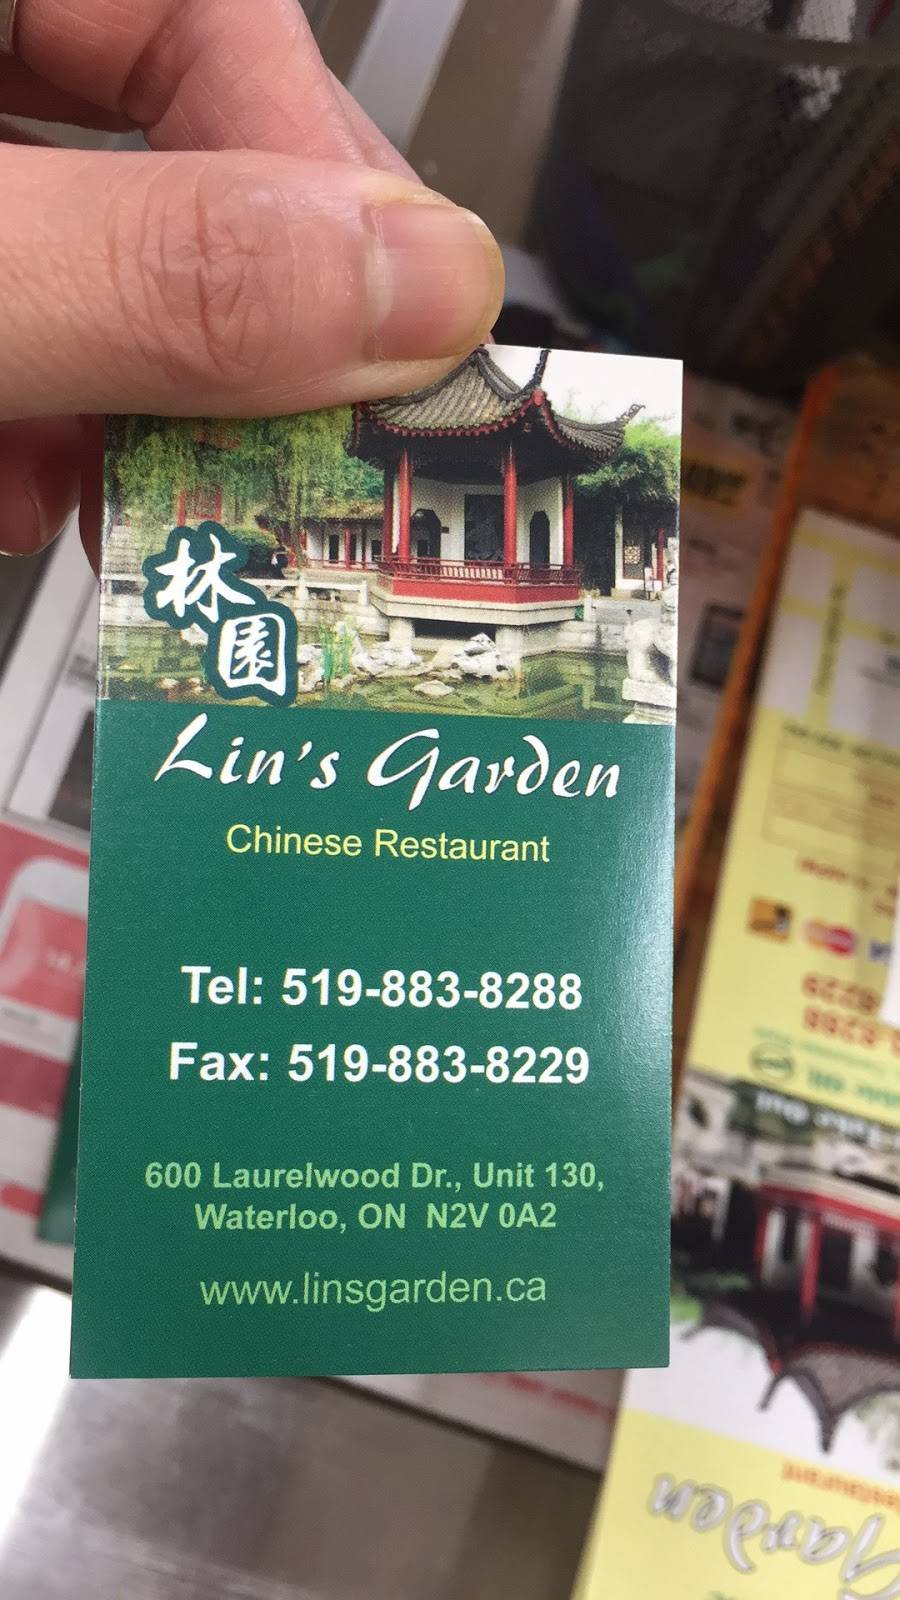 林園
Lin's Garden
Chinese Restaurant
Tel: 519-883-8288
Fax: 519-883-8229
600 Laurelwood Dr., Unit 130,
Waterloo, ON N2V 0A2
www.linsgarden.ca
Garden